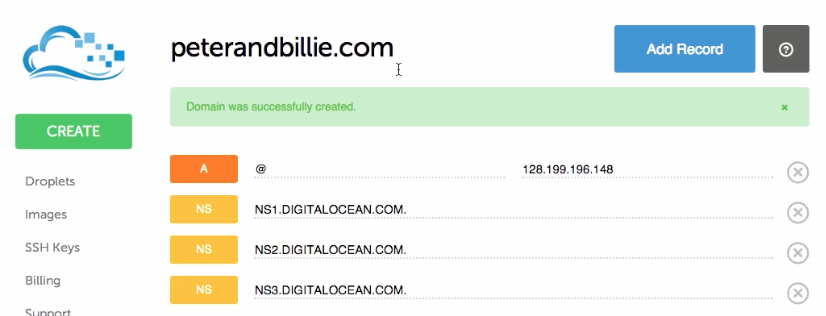 peterandbillie.com
Add Record
Domain was successfully created.
×
CREATE
A
@
128.199.196.148
Droplets
NS
NS1.DIGITALOCEAN.COM.
Images
NS
NS2.DIGITALOCEAN.COM.
SSH Keys
Billing
NS
NS3.DIGITALOCEAN.COM.
Support